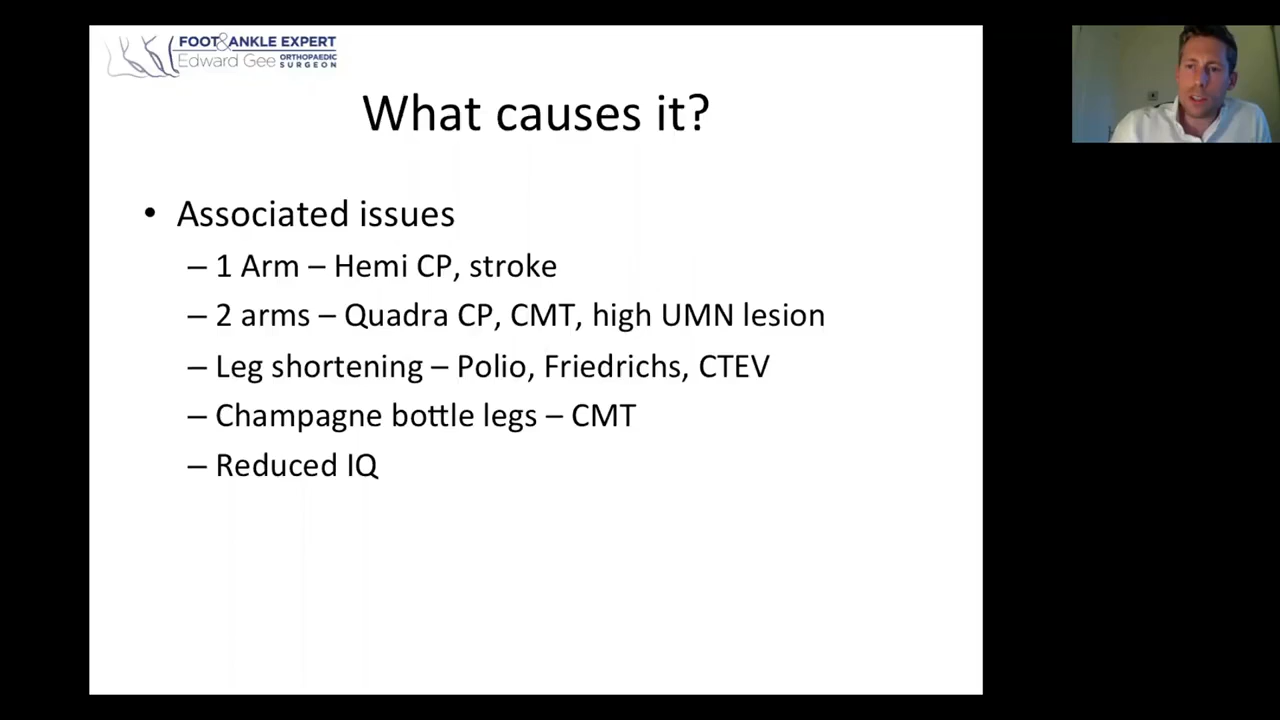 FOOT & ANKLE EXPERT
Edward Gee ORTHOPAEDIC SURGEON
What causes it?
• Associated issues
– 1 Arm – Hemi CP, stroke
– 2 arms – Quadra CP, CMT, high UMN lesion
– Leg shortening – Polio, Friedrichs, CTEV
– Champagne bottle legs – CMT
– Reduced IQ